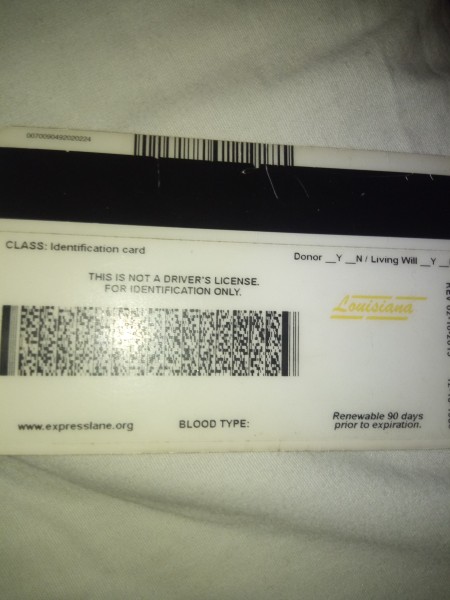 CLASS: Identification card
Donor __Y __N / Living Will __Y
THIS IS NOT A DRIVER'S LICENSE.
FOR IDENTIFICATION ONLY.
Louisiana
www.expresslane.org
BLOOD TYPE:
Renewable 90 days
prior to expiration.